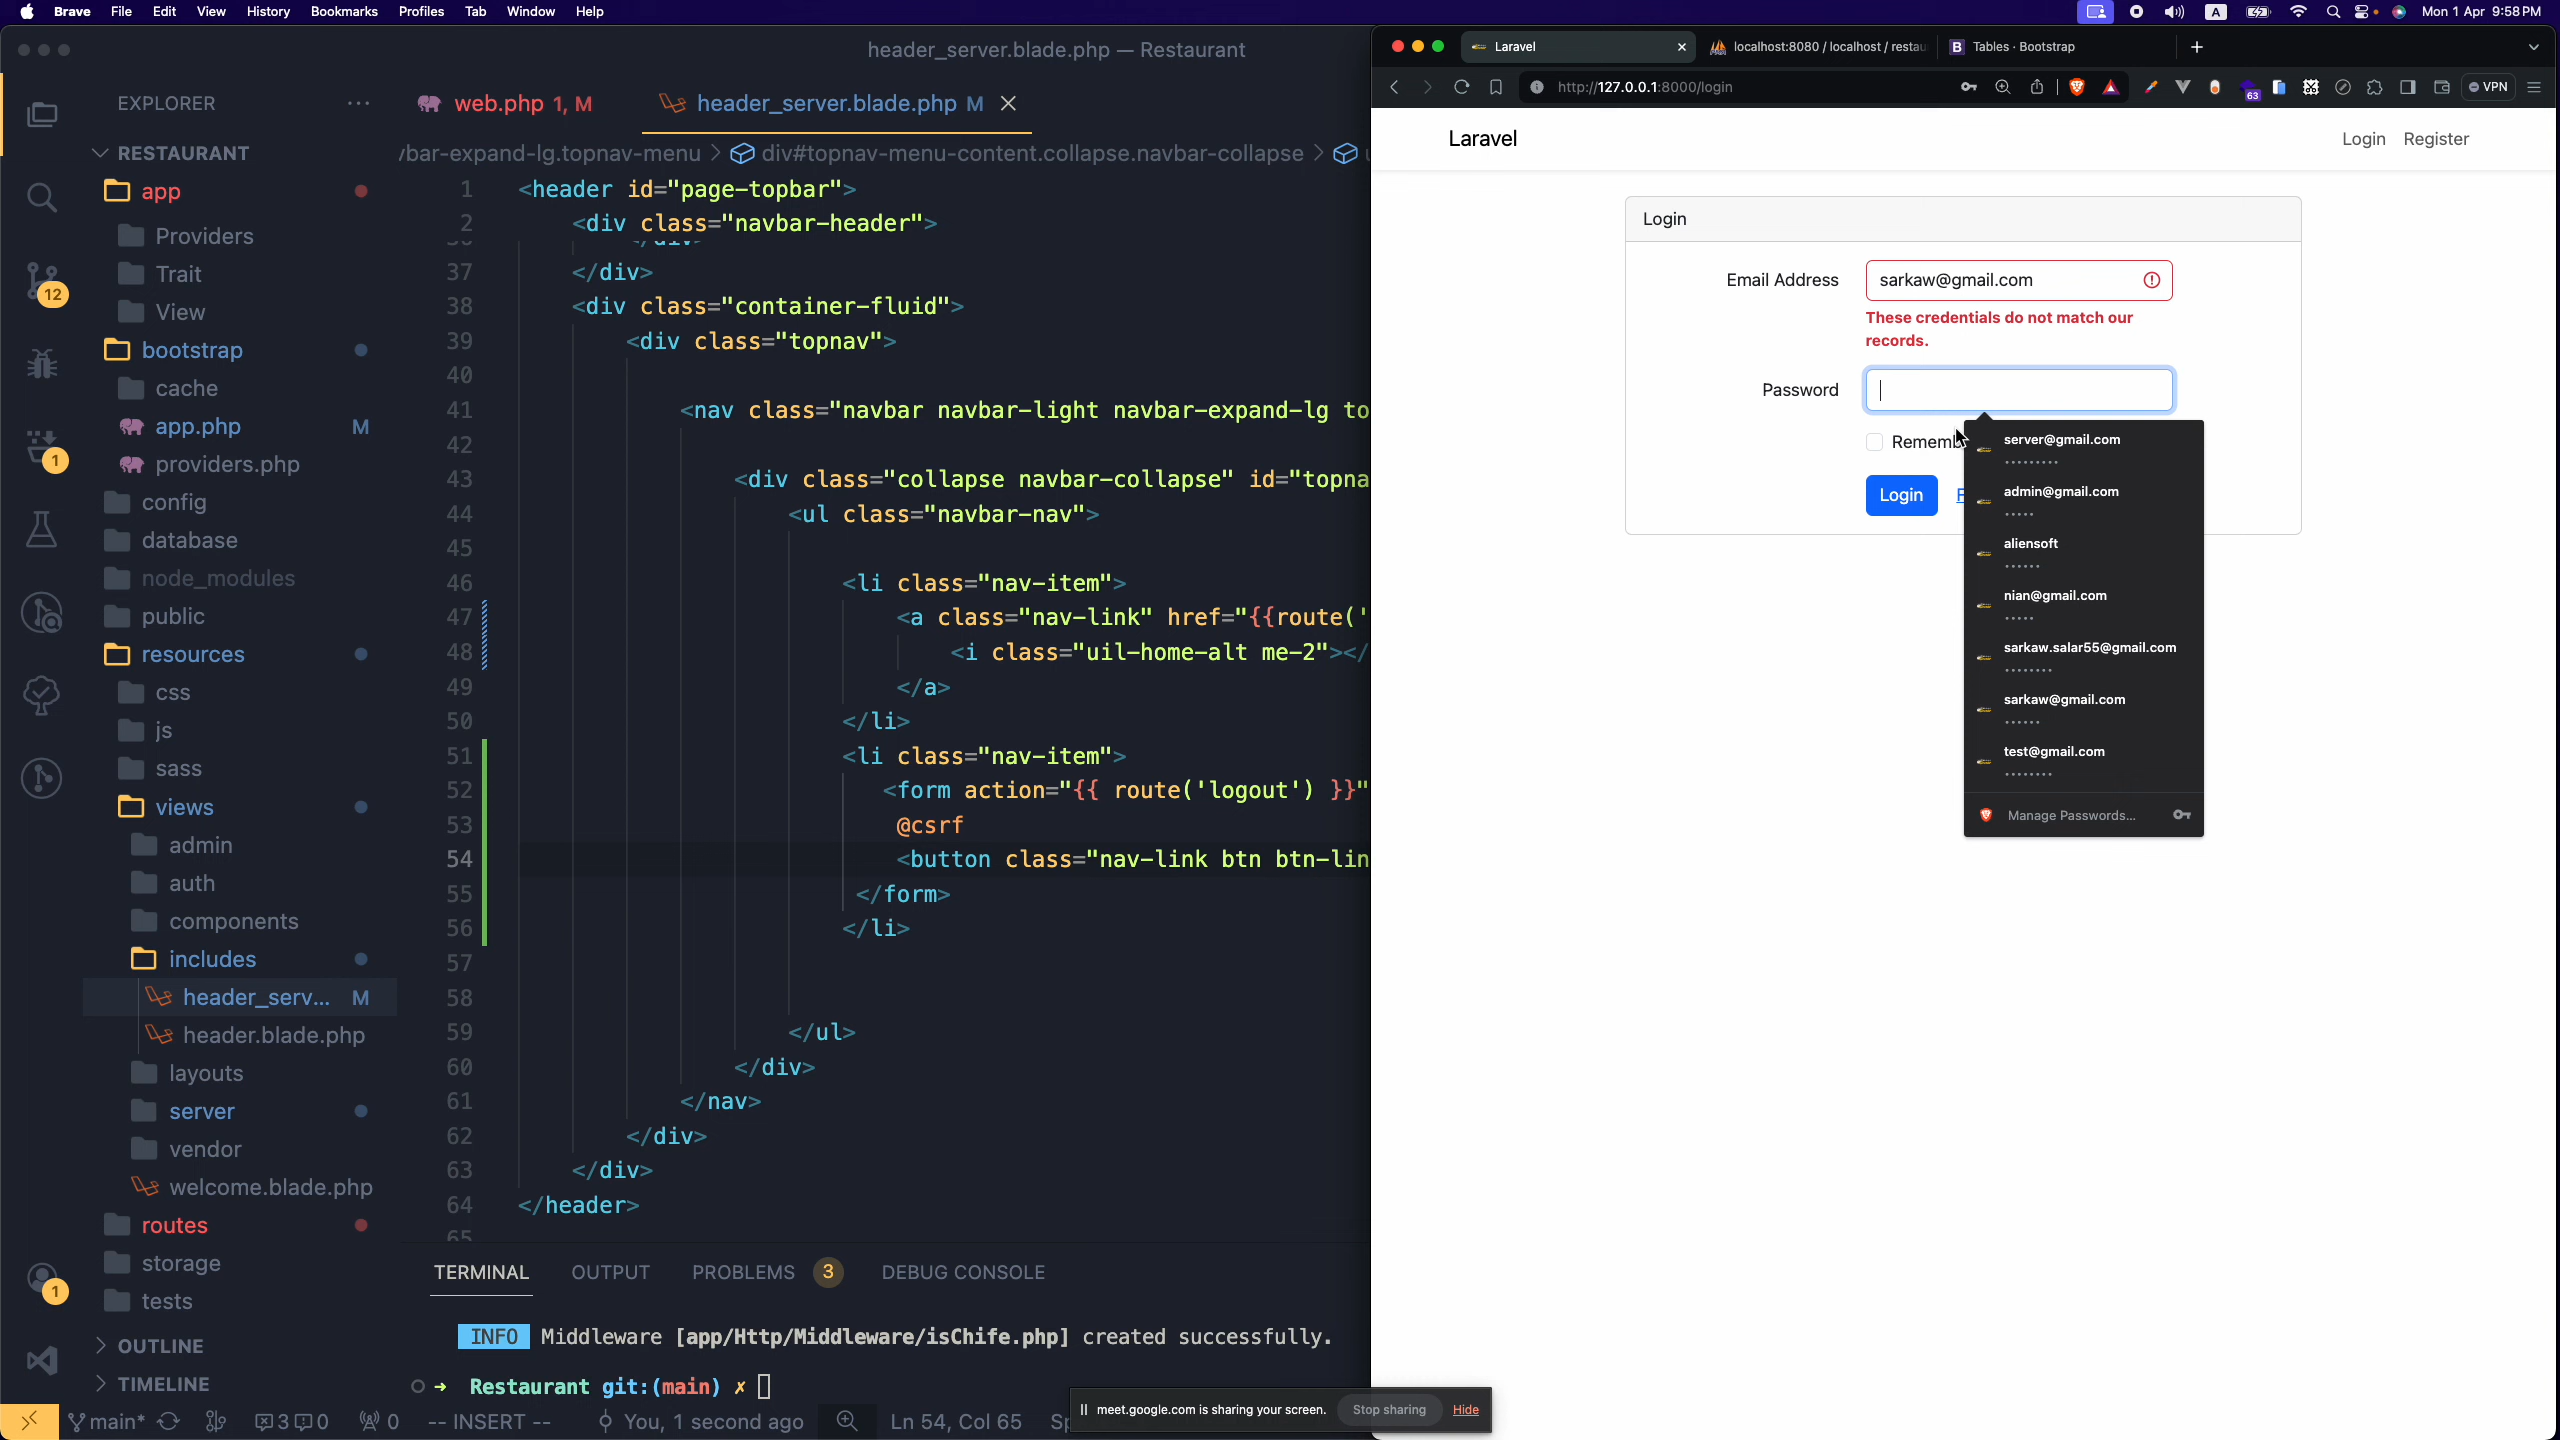 Brave File Edit View History Bookmarks Profiles Tab Window Help
A Mon 1 Apr 9:58 PM
header_server.blade.php — Restaurant
EXPLORER
RESTAURANT
app
Providers
Trait
View
bootstrap
cache
app.php M
providers.php
config
database
node_modules
public
resources
css
js
sass
views
admin
auth
components
includes
header_serv... M
header.blade.php
layouts
server
vendor
welcome.blade.php
routes
storage
tests
OUTLINE
TIMELINE
12
1
1
web.php 1, M
header_server.blade.php M
bar-expand-lg.topnav-menu > div#topnav-menu-content.collapse.navbar-collapse >
1 <header id="page-topbar">
2 <div class="navbar-header">
37 </div>
38 <div class="container-fluid">
39 <div class="topnav">
40
41 <nav class="navbar navbar-light navbar-expand-lg to
42
43 <div class="collapse navbar-collapse" id="topna
44 <ul class="navbar-nav">
45
46 <li class="nav-item">
47 <a class="nav-link" href="{{route('
48 <i class="uil-home-alt me-2"></
49 </a>
50 </li>
51 <li class="nav-item">
52 <form action="{{ route('logout') }}"
53 @csrf
54 <button class="nav-link btn btn-lin
55 </form>
56 </li>
57
58
59 </ul>
60 </div>
61 </nav>
62 </div>
63 </div>
64 </header>
65
TERMINAL OUTPUT PROBLEMS 3 DEBUG CONSOLE
INFO Middleware [app/Http/Middleware/isChife.php] created successfully.
→ Restaurant git:(main) ✗
main* 3 0 0 -- INSERT -- You, 1 second ago Ln 54, Col 65 Sp
meet.google.com is sharing your screen. Stop sharing Hide
Laravel
localhost:8080 / localhost / restau
B Tables · Bootstrap
http://127.0.0.1:8000/login
63
VPN
Laravel
Login Register
Login
Email Address sarkaw@gmail.com
These credentials do not match our
records.
Password
Rememb
Login F
server@gmail.com
admin@gmail.com
aliensoft
nian@gmail.com
sarkaw.salar55@gmail.com
sarkaw@gmail.com
test@gmail.com
Manage Passwords...